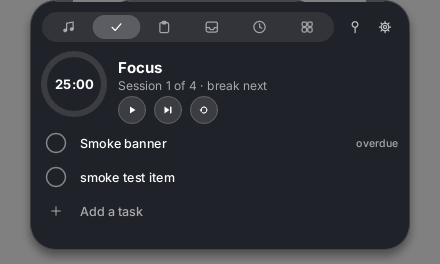 25:00
Focus
Session 1 of 4 · break next
Smoke banner overdue
smoke test item
+ Add a task